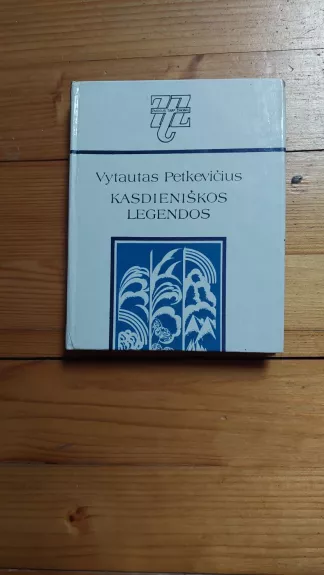 Vytautas Petkevičius
KASDIENIŠKOS
LEGENDOS